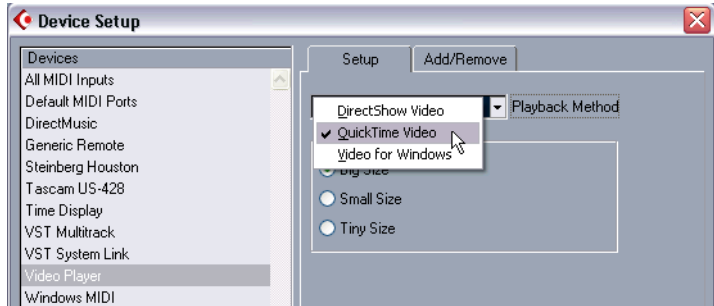 Device Setup
Devices
All MIDI Inputs
Default MIDI Ports
DirectMusic
Generic Remote
Steinberg Houston
Tascam US-428
Time Display
VST Multitrack
VST System Link
Video Player
Windows MIDI
Setup
Add/Remove
Playback Method
DirectShow Video
QuickTime Video
Video for Windows
Big Size
Small Size
Tiny Size